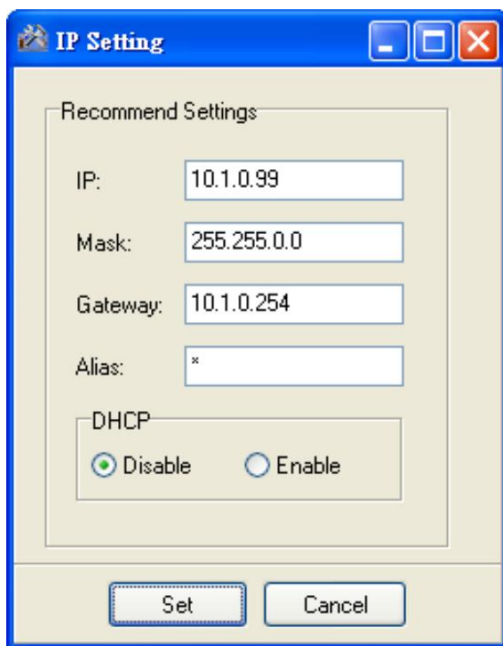 IP Setting
Recommend Settings
IP: 10.1.0.99
Mask: 255.255.0.0
Gateway: 10.1.0.254
Alias: *
DHCP
Disable Enable
Set Cancel